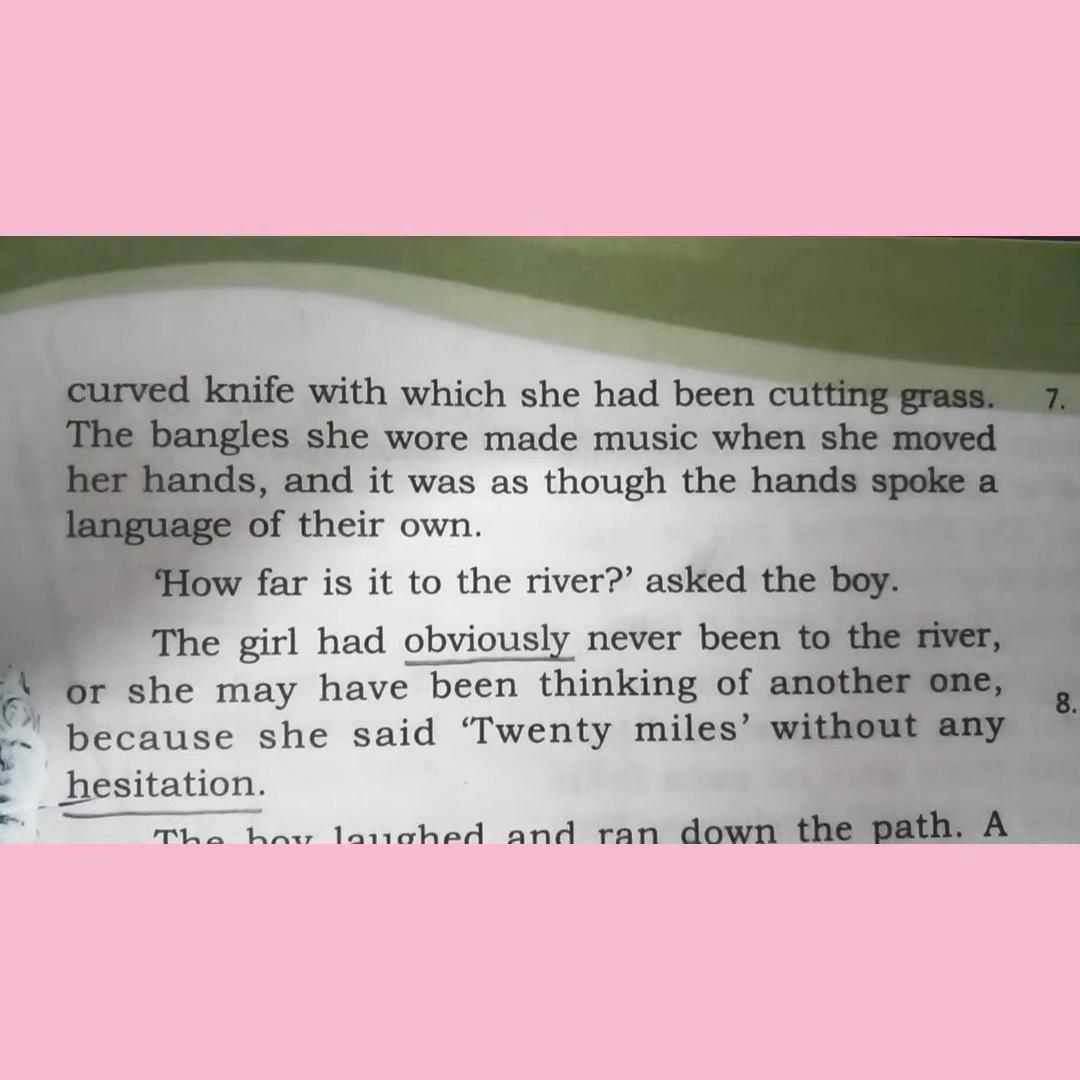 curved knife with which she had been cutting grass.
7.
The bangles she wore made music when she moved
her hands, and it was as though the hands spoke a
language of their own.
‘How far is it to the river?’ asked the boy.
The girl had obviously never been to the river,
or she may have been thinking of another one,
8.
because she said ‘Twenty miles’ without any
hesitation.
The boy laughed and ran down the path. A